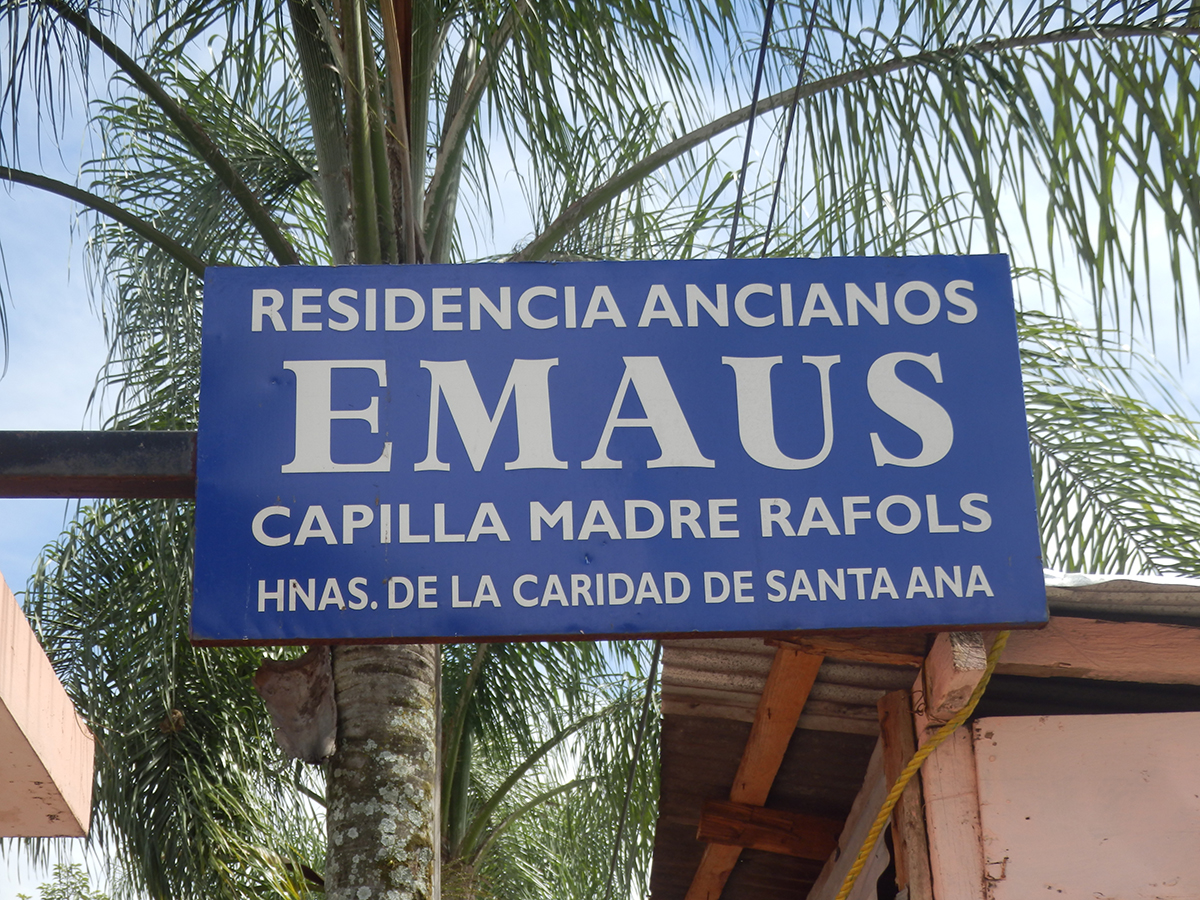 RESIDENCIA ANCIANOS
EMAUS
CAPILLA MADRE RAFOLS
HNAS. DE LA CARIDAD DE SANTA ANA